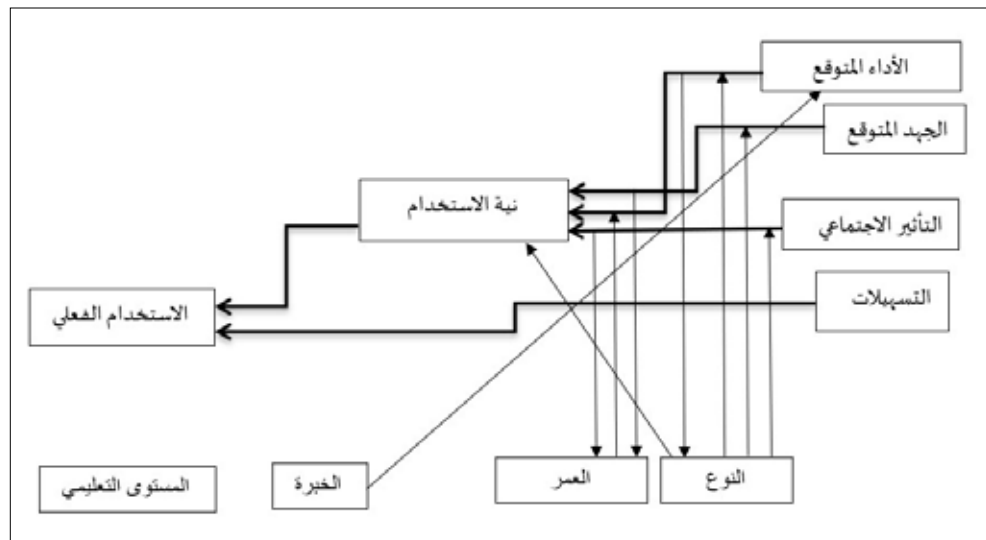 الأداء المتوقع
الجهد المتوقع
نية الاستخدام
التأثير الاجتماعي
التسهيلات
الاستخدام الفعلي
النوع
العمر
الخبرة
المستوى التعليمي